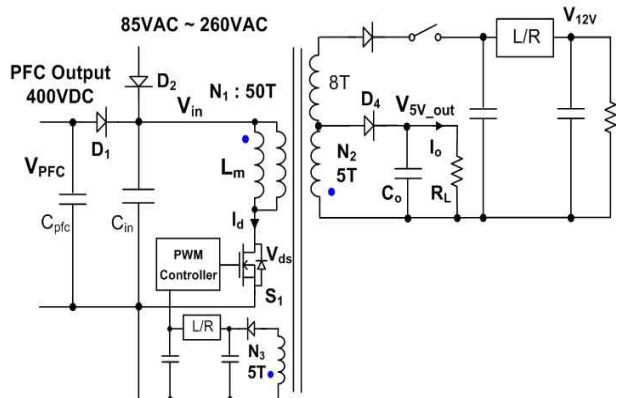 85VAC ~ 260VAC
PFC Output
400VDC
D2
Vin
N1 : 50T
D1
VPFC
Cpfc
Cin
Lm
Id
PWM
Controller
Vds
S1
L/R
N3
5T
8T
D4
V5V_out
Io
N2
5T
Co
RL
L/R
V12V